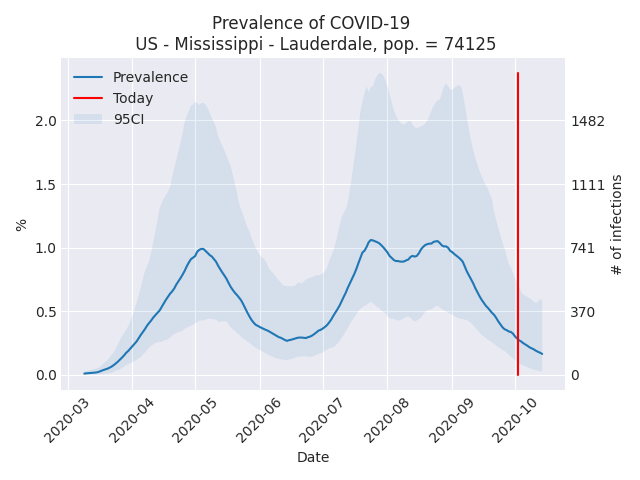 Prevalence of COVID-19
US - Mississippi - Lauderdale, pop. = 74125
Prevalence
Today
95CI
2.0
1.5
1.0
0.5
0.0
%
1482
1111
741
370
0
# of infections
2020-03
2020-04
2020-05
2020-06
2020-07
2020-08
2020-09
2020-10
Date